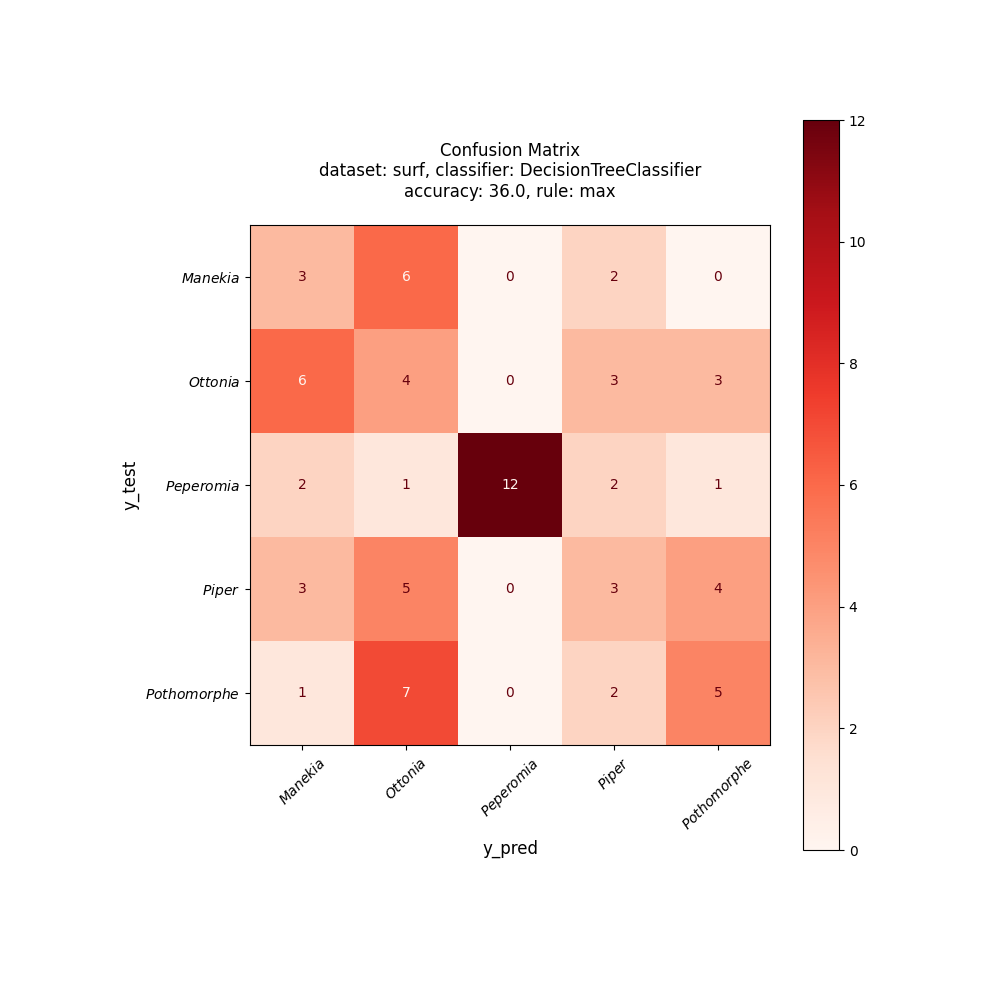 Confusion Matrix
dataset: surf, classifier: DecisionTreeClassifier
accuracy: 36.0, rule: max
12
10
8
6
4
2
0
y_test
Manekia 3 6 0 2 0
Ottonia 6 4 0 3 3
Peperomia 2 1 12 2 1
Piper 3 5 0 3 4
Pothomorphe 1 7 0 2 5
Manekia Ottonia Peperomia Piper Pothomorphe
y_pred